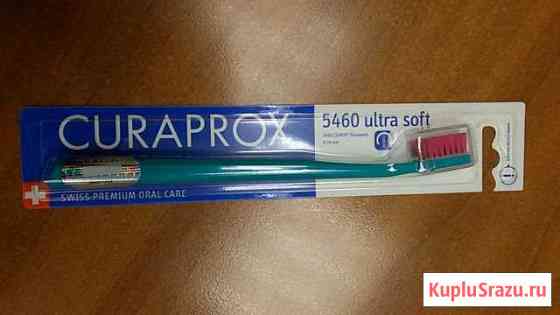 CURAPROX
5460 ultra soft
SWISS PREMIUM ORAL CARE
KupluSrazu.ru